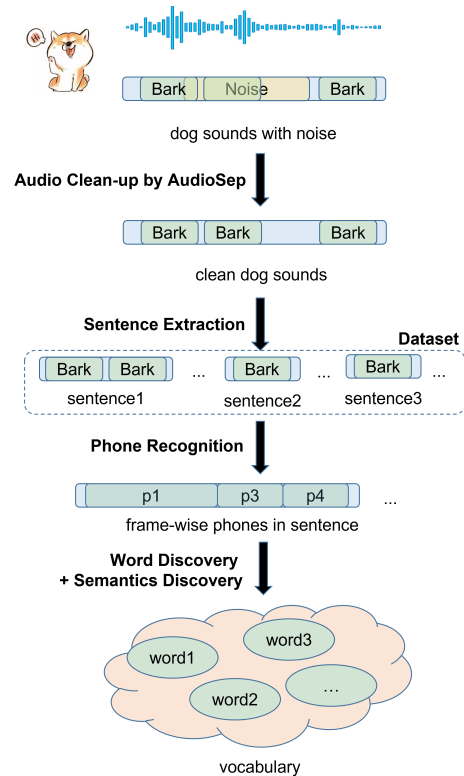 Bark Noise Bark
dog sounds with noise
Audio Clean-up by AudioSep
Bark Bark Bark
clean dog sounds
Sentence Extraction
Dataset
Bark Bark ... Bark ... Bark ...
sentence1 sentence2 sentence3
Phone Recognition
p1 p3 p4 ...
frame-wise phones in sentence
Word Discovery
+ Semantics Discovery
word3
word1
word2 ...
vocabulary